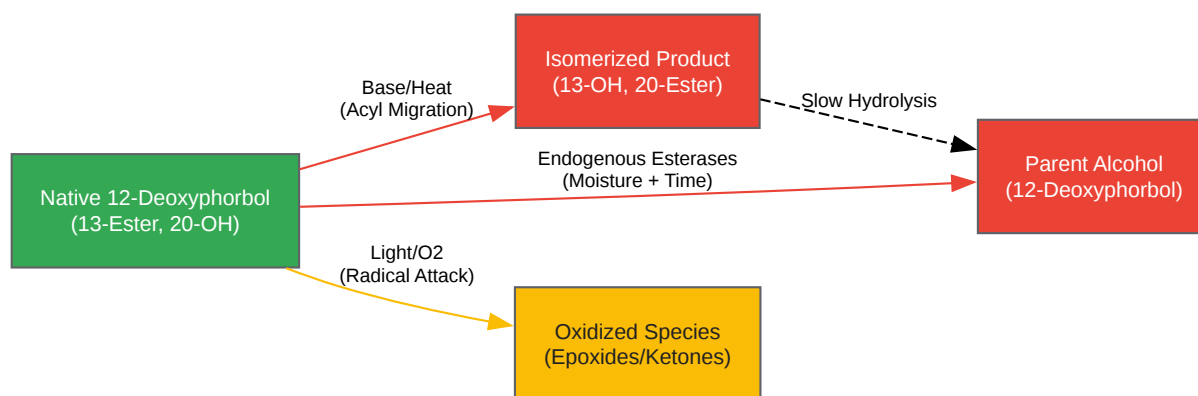 Isomerized Product
(13-OH, 20-Ester)
Base/Heat
(Acyl Migration)
Slow Hydrolysis
Endogenous Esterases
(Moisture + Time)
Parent Alcohol
(12-Deoxyphorbol)
Native 12-Deoxyphorbol
(13-Ester, 20-OH)
Light/O2
(Radical Attack)
Oxidized Species
(Epoxides/Ketones)